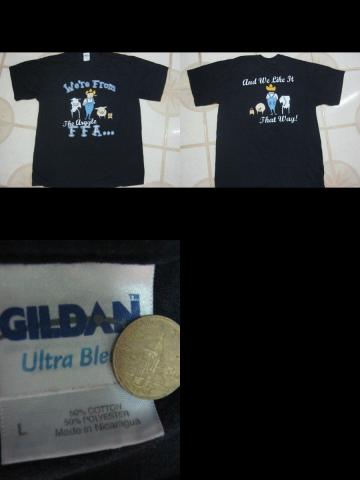 We're From
The Argyle
FFA...
And We Like It
That Way!
GILDAN™
Ultra Ble
50% COTTON
50% POLYESTER
L
Made in Nicaragua